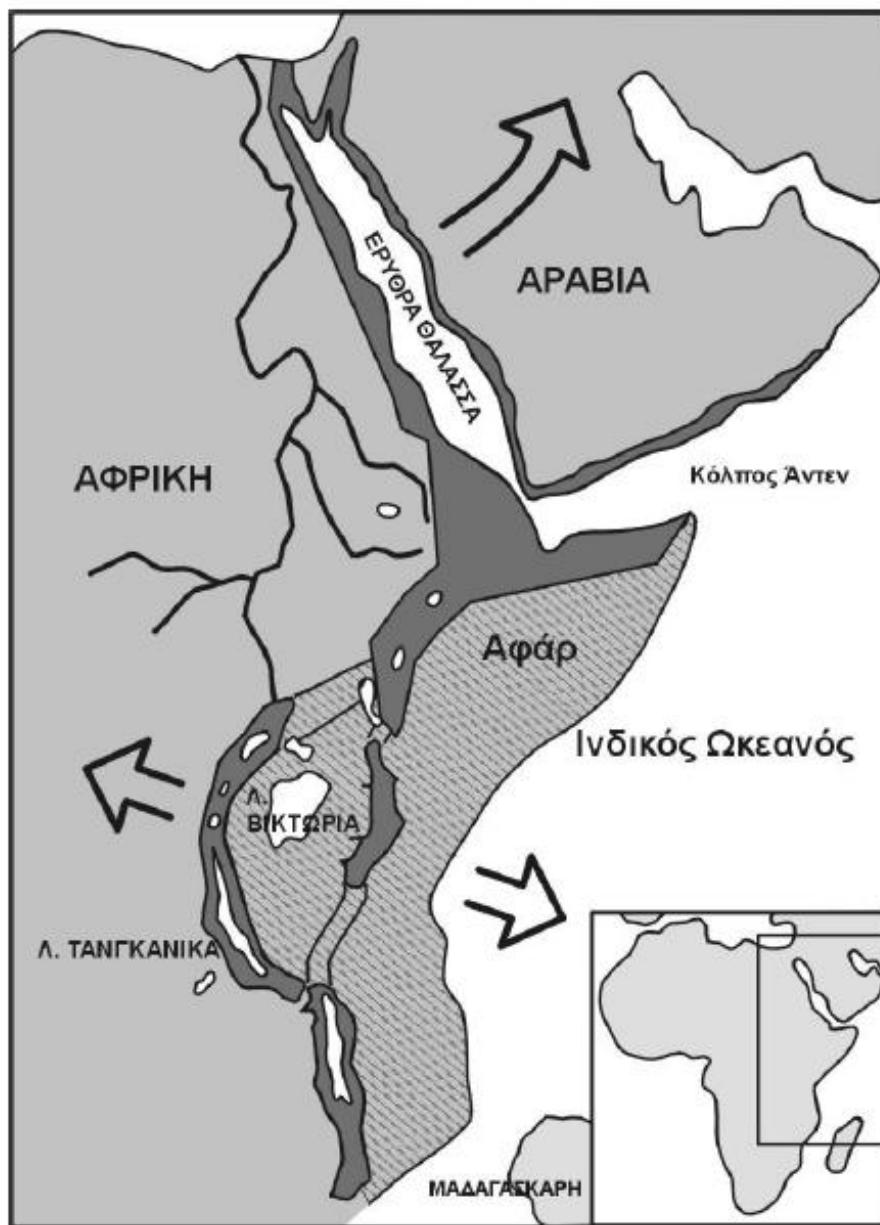 ΕΡΥΘΡΑ ΘΑΛΑΣΣΑ
ΑΡΑΒΙΑ
ΑΦΡΙΚΗ
Κόλπος Άντεν
Αφάρ
Ινδικός Ωκεανός
Λ.
ΒΙΚΤΩΡΙΑ
Λ. ΤΑΝΓΚΑΝΙΚΑ
ΜΑΔΑΓΑΣΚΑΡΗ